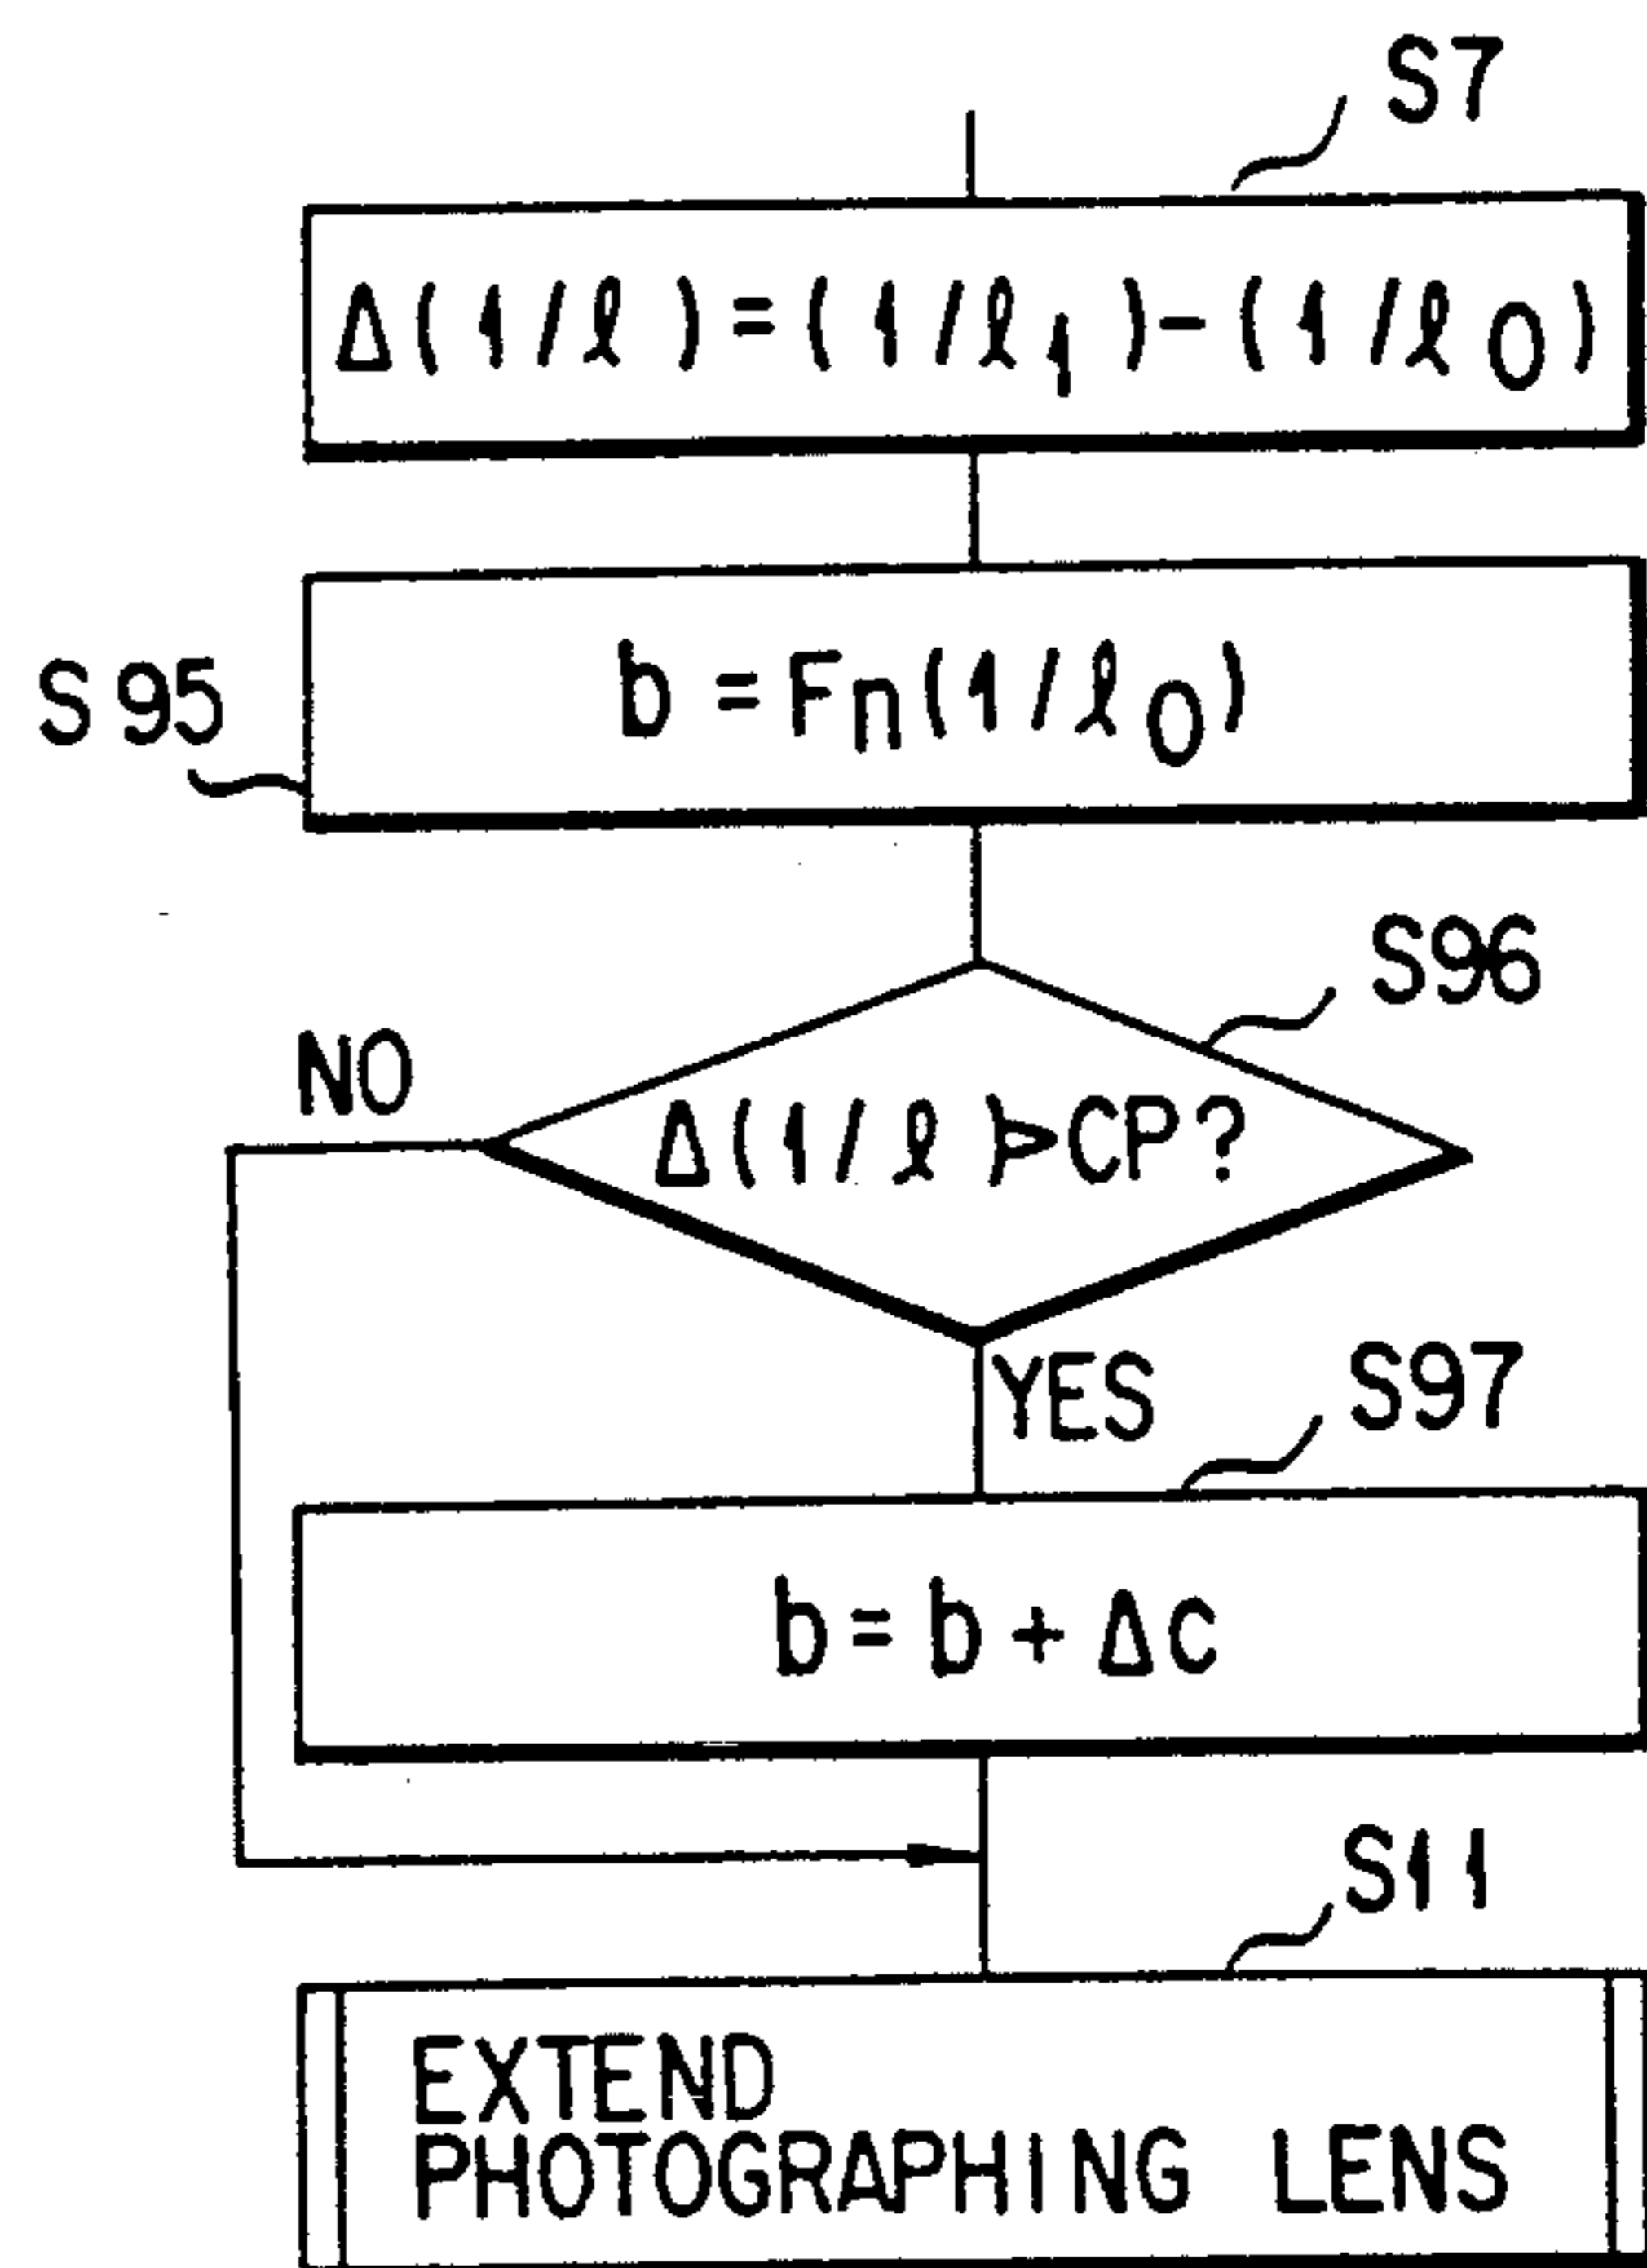 S7
Δ(1/ℓ)=(1/ℓ1)-(1/ℓ0)
S95
b=Fn(1/ℓ0)
S96
NO
Δ(1/ℓ)>CP?
YES
S97
b=b+Δc
S11
EXTEND
PHOTOGRAPHING LENS